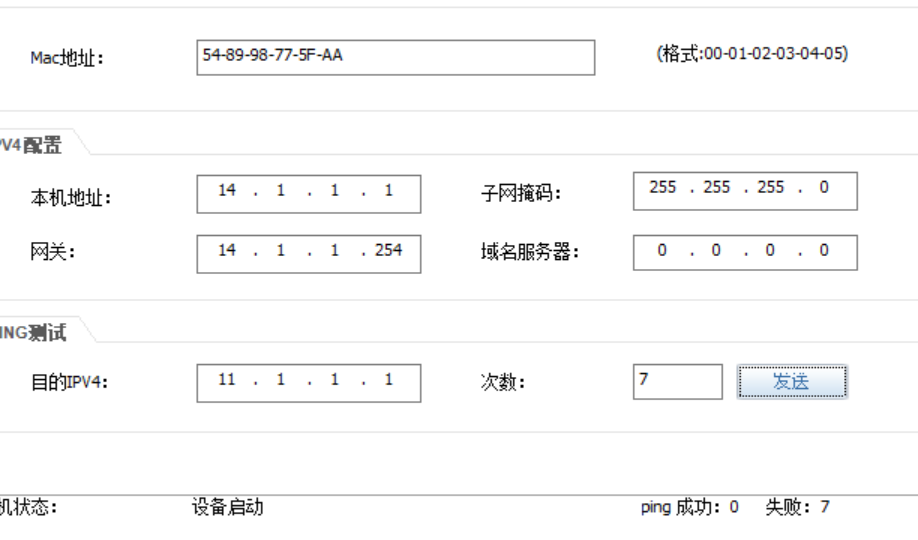 Mac地址： 54-89-98-77-5F-AA (格式:00-01-02-03-04-05)
PV4配置
本机地址： 14 . 1 . 1 . 1 子网掩码： 255 . 255 . 255 . 0
网关： 14 . 1 . 1 . 254 域名服务器： 0 . 0 . 0 . 0
ING测试
目的IPV4： 11 . 1 . 1 . 1 次数： 7 发送
机状态： 设备启动 ping 成功： 0 失败： 7